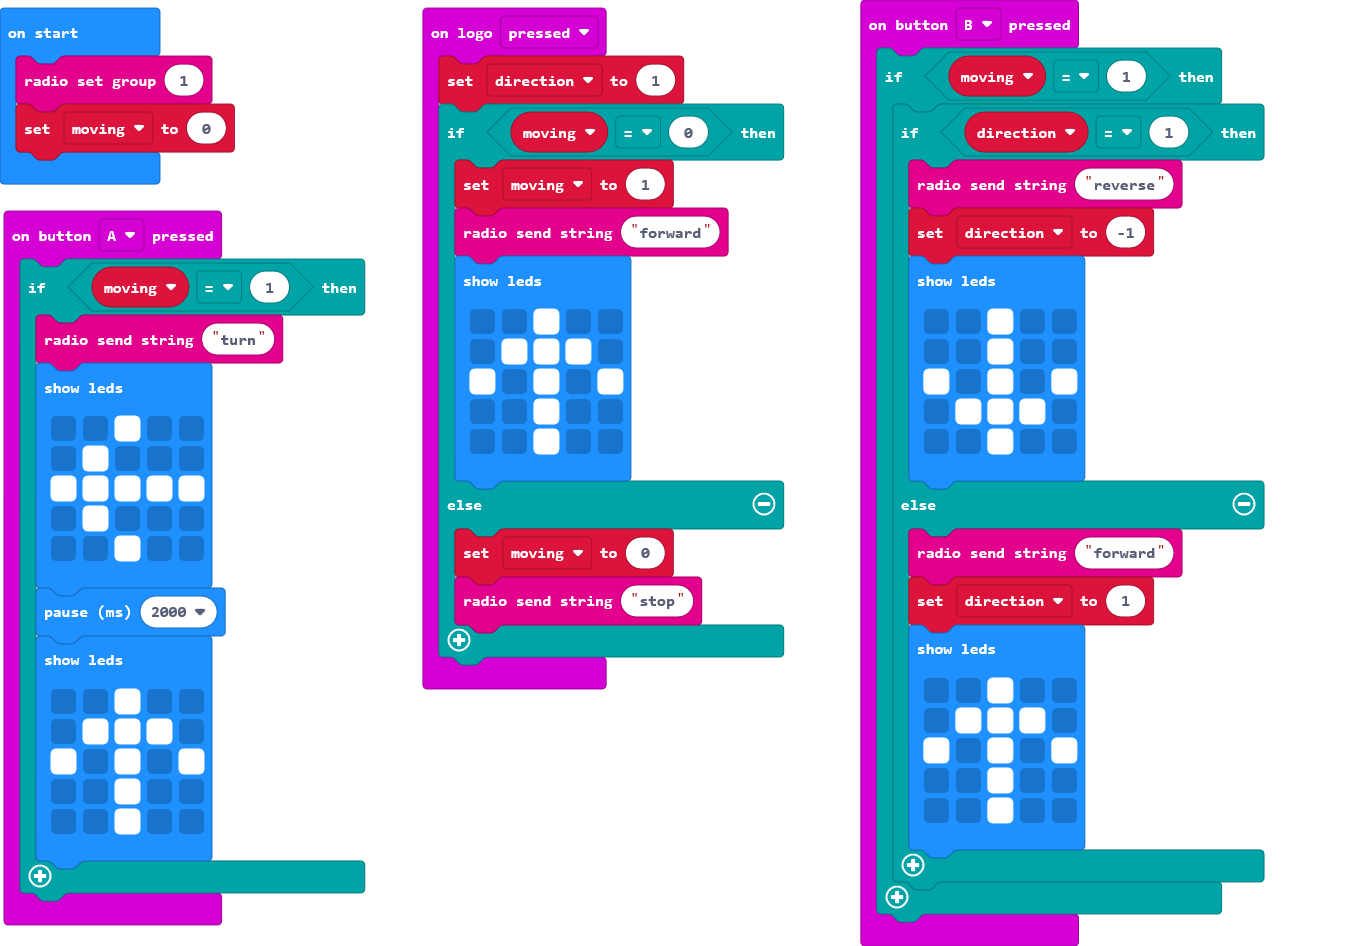 on start
radio set group 1
set moving to 0
on button A pressed
if moving = 1 then
radio send string "turn"
show leds
pause (ms) 2000
show leds
on logo pressed
set direction to 1
if moving = 0 then
set moving to 1
radio send string "forward"
show leds
else
set moving to 0
radio send string "stop"
on button B pressed
if moving = 1 then
if direction = 1 then
radio send string "reverse"
set direction to -1
show leds
else
radio send string "forward"
set direction to 1
show leds